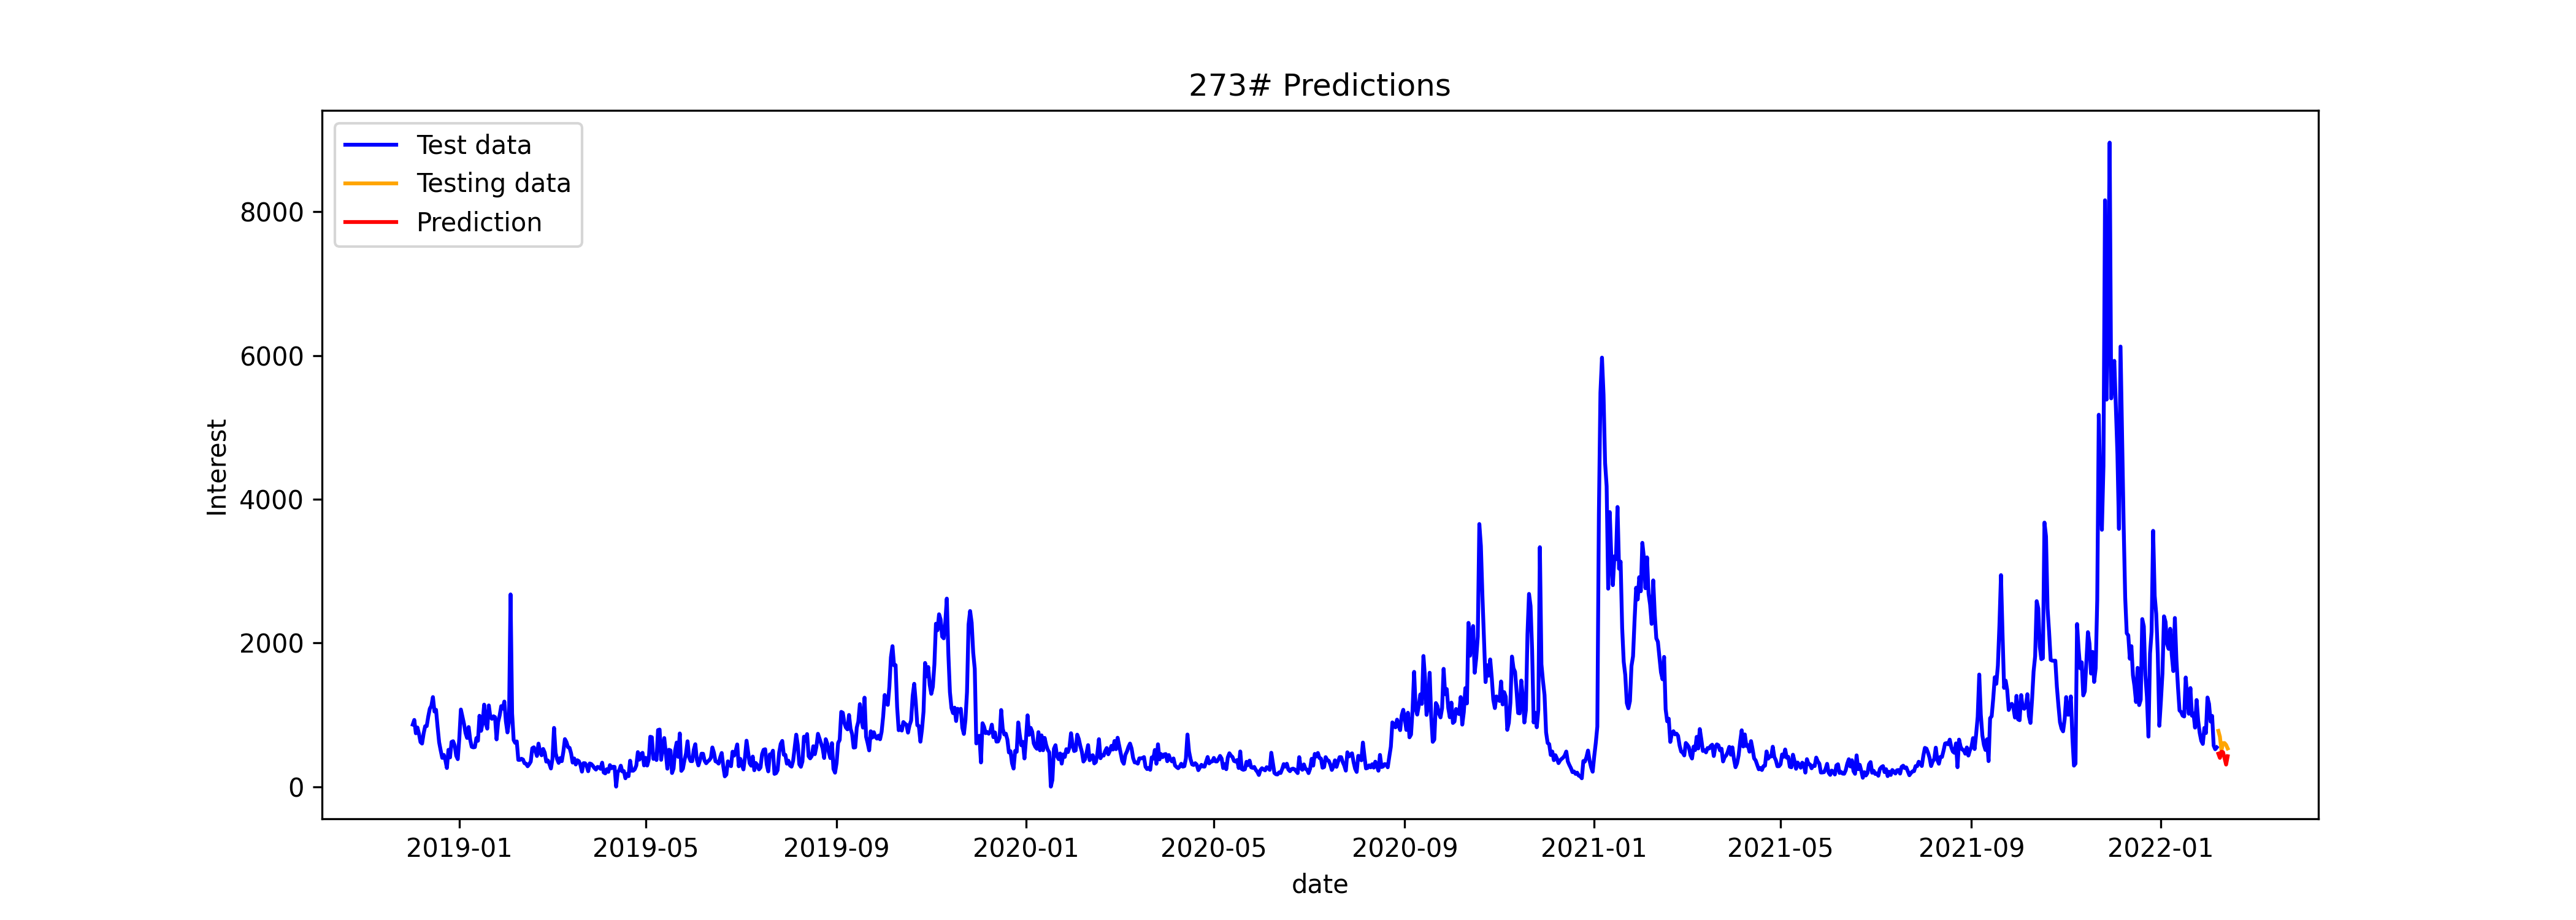 273# Predictions
Test data
Testing data
Prediction
8000
6000
4000
2000
0
Interest
2019-01 2019-05 2019-09 2020-01 2020-05 2020-09 2021-01 2021-05 2021-09 2022-01
date